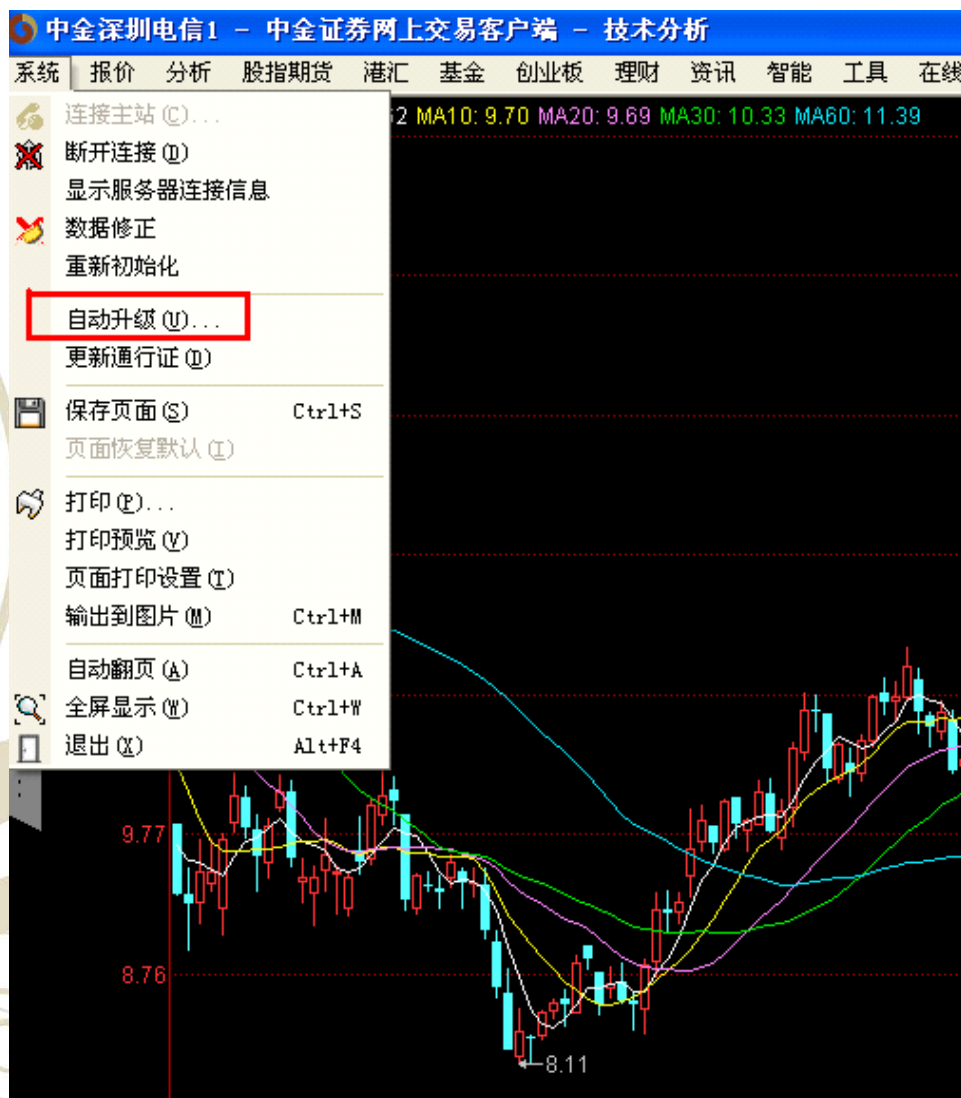 中金深圳电信1 - 中金证券网上交易客户端 - 技术分析
系统 报价 分析 股指期货 港汇 基金 创业板 理财 资讯 智能 工具 在线
连接主站(C)...
2 MA10: 9.70 MA20: 9.69 MA30: 10.33 MA60: 11.39
断开连接(D)
显示服务器连接信息
数据修正
重新初始化
自动升级(U)...
更新通行证(D)
保存页面(S) Ctrl+S
页面恢复默认(I)
打印(P)...
打印预览(V)
页面打印设置(T)
输出到图片(M) Ctrl+M
自动翻页(A) Ctrl+A
全屏显示(W) Ctrl+W
退出(X) Alt+F4
9.77
8.76
8.11